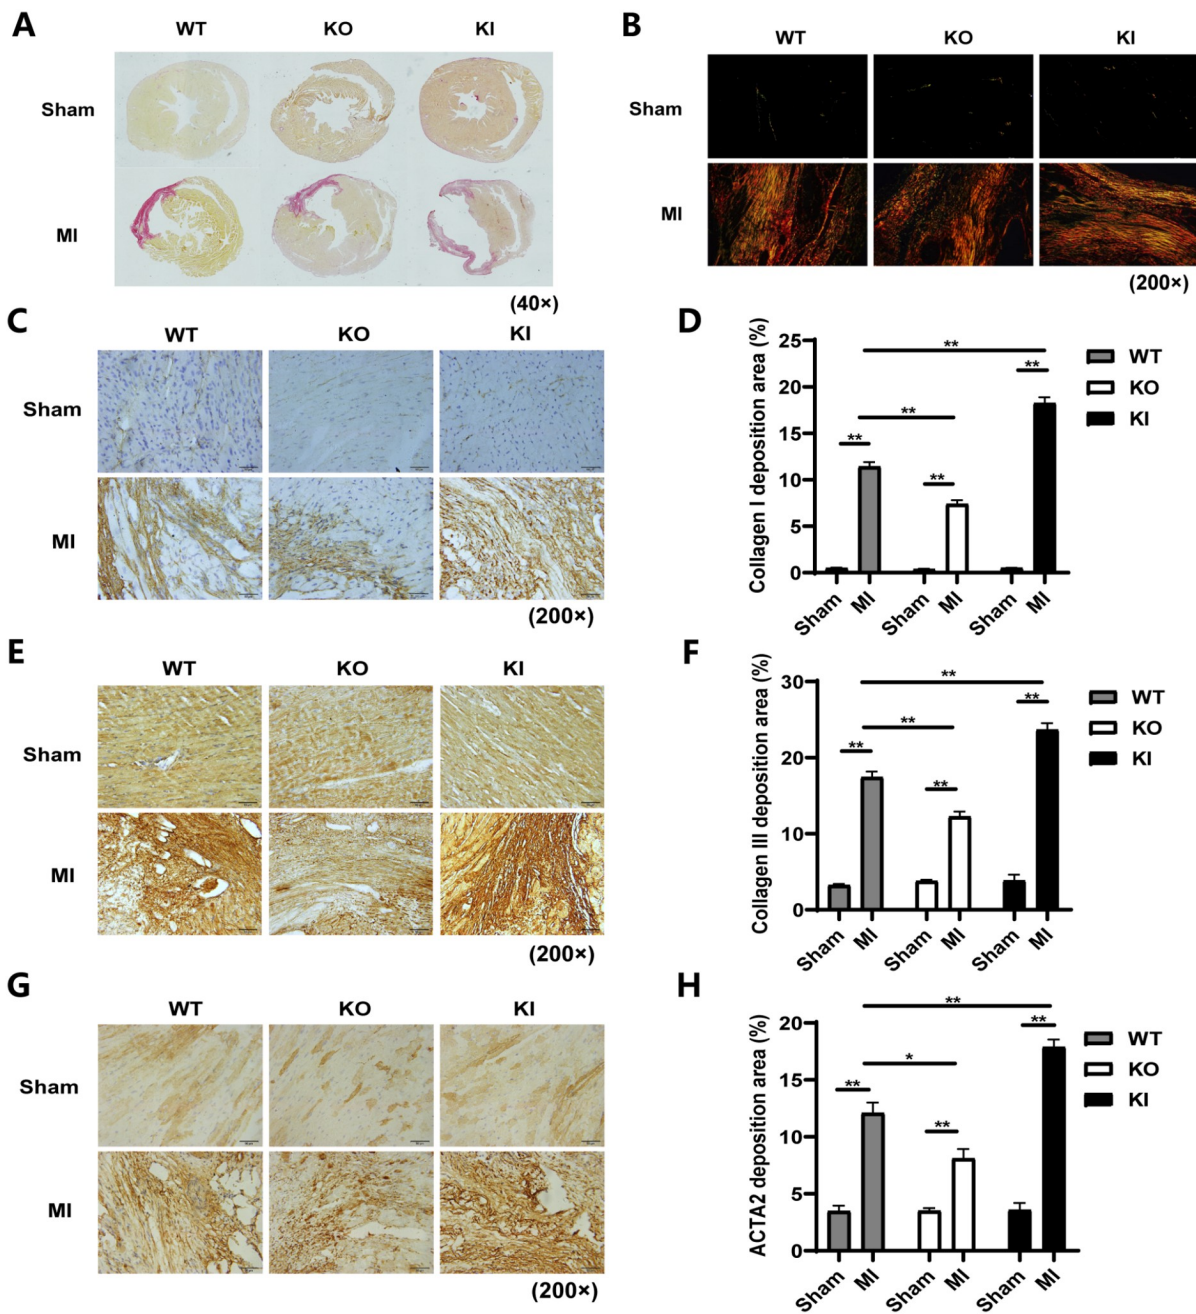 A
WT KO KI
Sham
MI
(40×)
B
WT KO KI
Sham
MI
(200×)
C
WT KO KI
Sham
MI
(200×)
D
Collagen I deposition area (%)
25
20
15
10
5
0
** ** ** ** **
Sham MI Sham MI Sham MI
WT
KO
KI
E
WT KO KI
Sham
MI
(200×)
F
Collagen III deposition area (%)
30
20
10
0
** ** ** ** **
Sham MI Sham MI Sham MI
WT
KO
KI
G
WT KO KI
Sham
MI
(200×)
H
ACTA2 deposition area (%)
20
15
10
5
0
** ** * ** **
Sham MI Sham MI Sham MI
WT
KO
KI